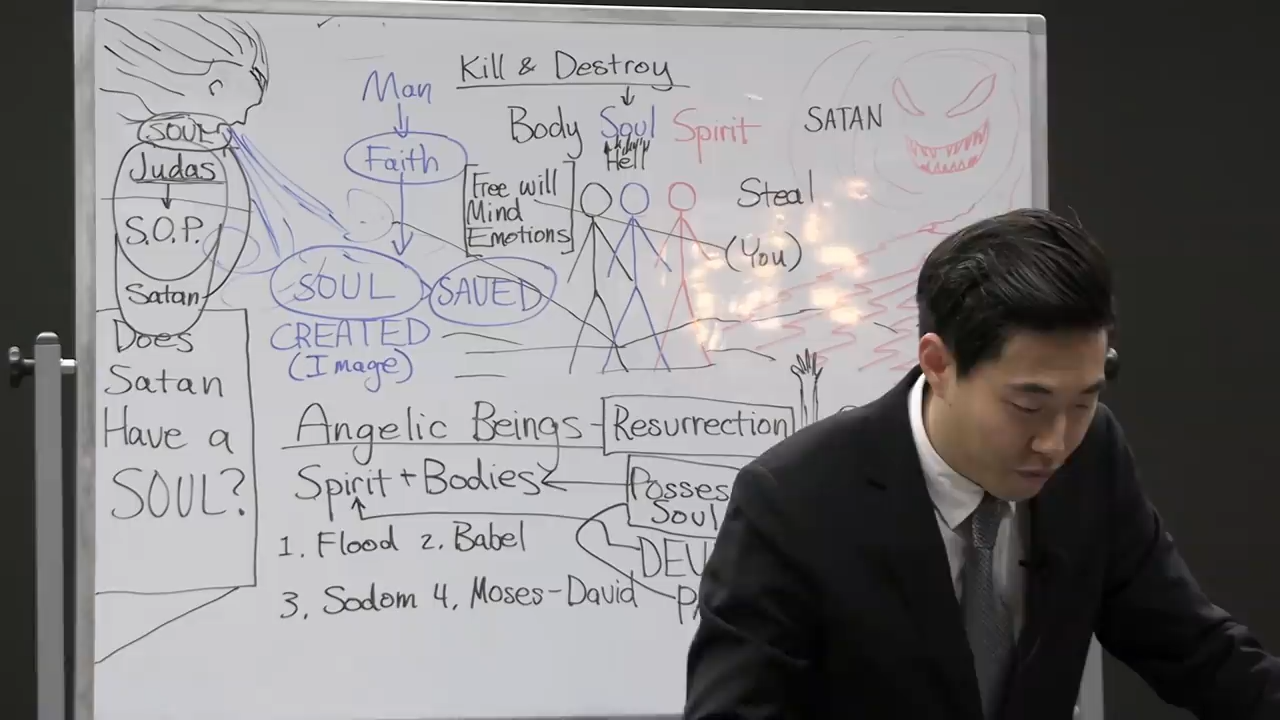 SOUL
Judas
S.O.P.
Satan
Does
Satan
Have a
SOUL?
Man
Faith
SOUL
SAVED
CREATED
(Image)
Kill & Destroy
Body Soul Spirit
Hell
Free will
Mind
Emotions
SATAN
Steal
(You)
Angelic Beings - Resurrection
Spirit + Bodies
Posses
Soul
1. Flood 2. Babel
3. Sodom 4. Moses-David